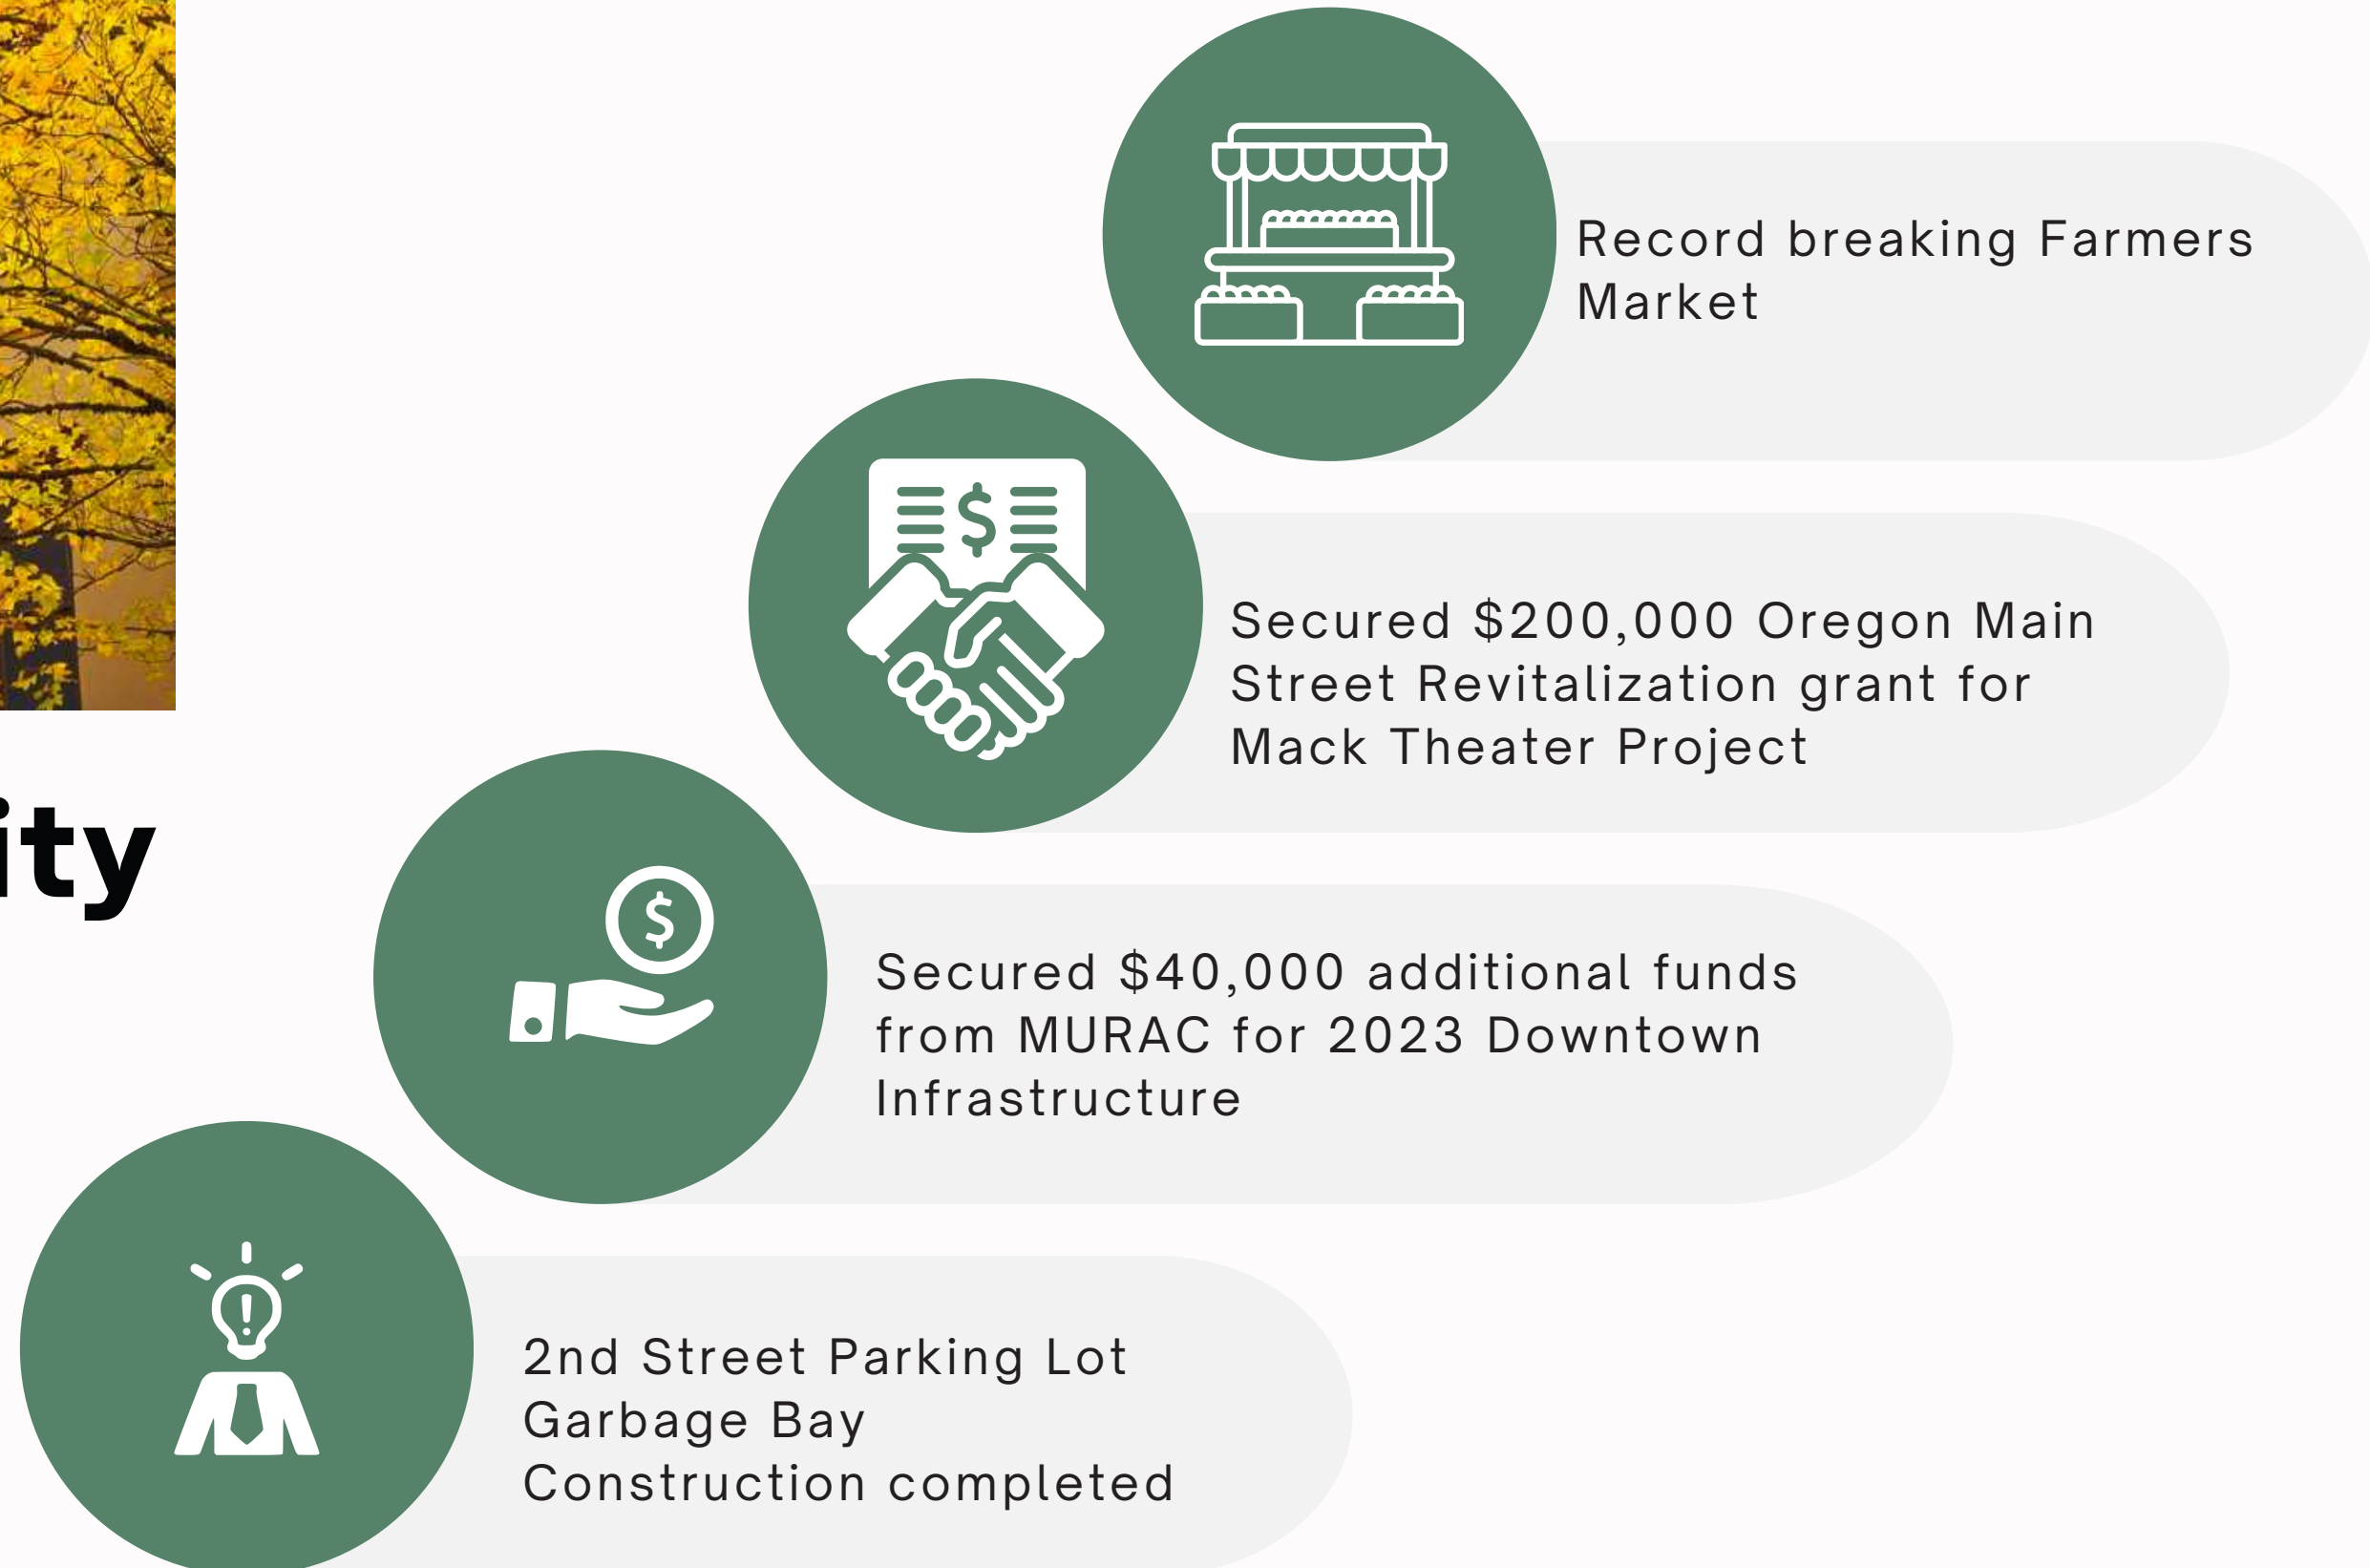 Record breaking Farmers
Market
Secured $200,000 Oregon Main
Street Revitalization grant for
Mack Theater Project
ity
Secured $40,000 additional funds
from MURAC for 2023 Downtown
Infrastructure
2nd Street Parking Lot
Garbage Bay
Construction completed